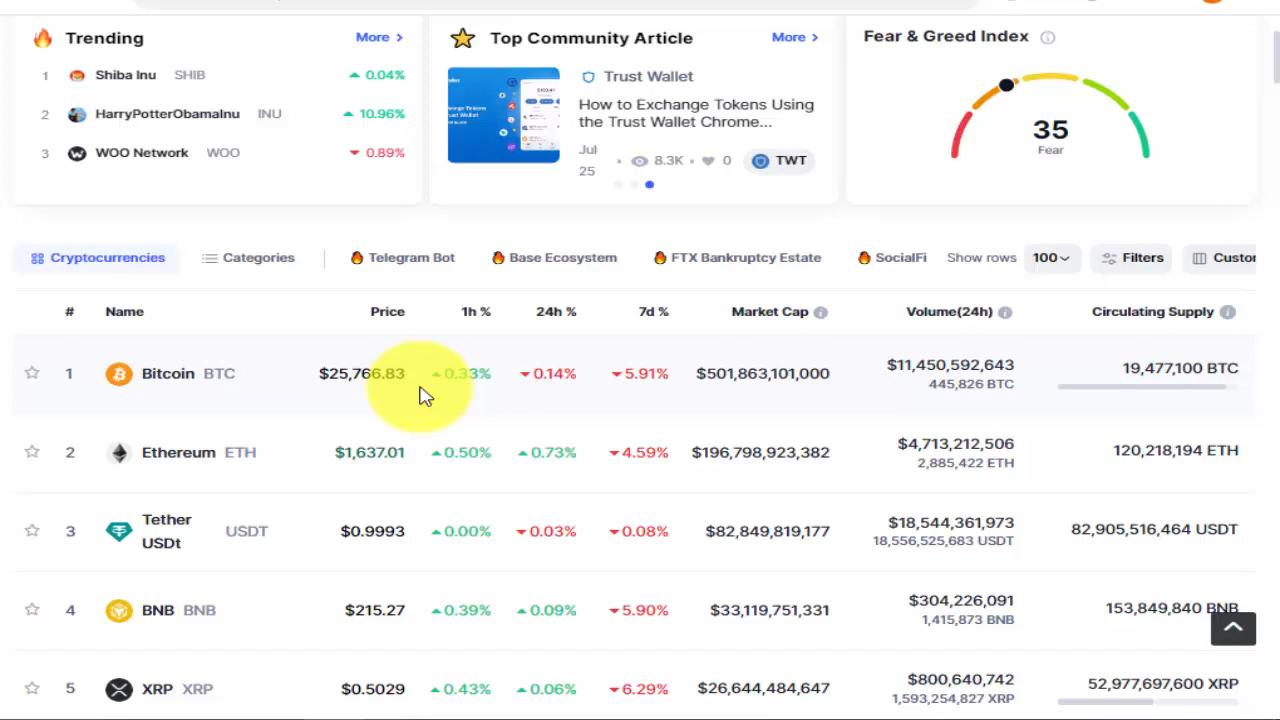 Trending
More >
1 Shiba Inu SHIB 0.04%
2 HarryPotterObamaInu INU 10.96%
3 WOO Network WOO 0.89%
Top Community Article
More >
Trust Wallet
How to Exchange Tokens Using
the Trust Wallet Chrome...
Jul
25
• 8.3K • 0
TWT
Fear & Greed Index
35
Fear
Cryptocurrencies
Categories
Telegram Bot
Base Ecosystem
FTX Bankruptcy Estate
SocialFi
Show rows
100
Filters
Custor
# Name Price 1h % 24h % 7d % Market Cap Volume(24h) Circulating Supply
1 Bitcoin BTC $25,766.83 0.33% 0.14% 5.91% $501,863,101,000 $11,450,592,643 19,477,100 BTC
445,826 BTC
2 Ethereum ETH $1,637.01 0.50% 0.73% 4.59% $196,798,923,382 $4,713,212,506 120,218,194 ETH
2,885,422 ETH
3 Tether USDt USDT $0.9993 0.00% 0.03% 0.08% $82,849,819,177 $18,544,361,973 82,905,516,464 USDT
18,556,525,683 USDT
4 BNB BNB $215.27 0.39% 0.09% 5.90% $33,119,751,331 $304,226,091 153,849,840 BNB
1,415,873 BNB
5 XRP XRP $0.5029 0.43% 0.06% 6.29% $26,644,484,647 $800,640,742 52,977,697,600 XRP
1,593,254,827 XRP